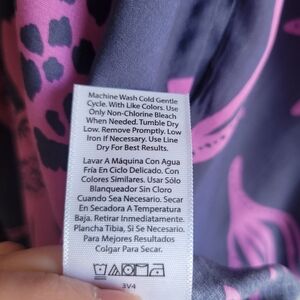 Machine Wash Cold Gentle
Cycle. With Like Colors. Use
Only Non-Chlorine Bleach
When Needed. Tumble Dry
Low. Remove Promptly. Low
Iron If Necessary. Use Line
Dry For Best Results.
Lavar A Máquina Con Agua
Fría En Ciclo Delicado. Con
Colores Similares. Usar Sólo
Blanqueador Sin Cloro
Cuando Sea Necesario. Secar
En Secadora A Temperatura
Baja. Retirar Inmediatamente.
Plancha Tibia, Si Se Necesario.
Para Mejores Resultados
Colgar Para Secar.
3V4